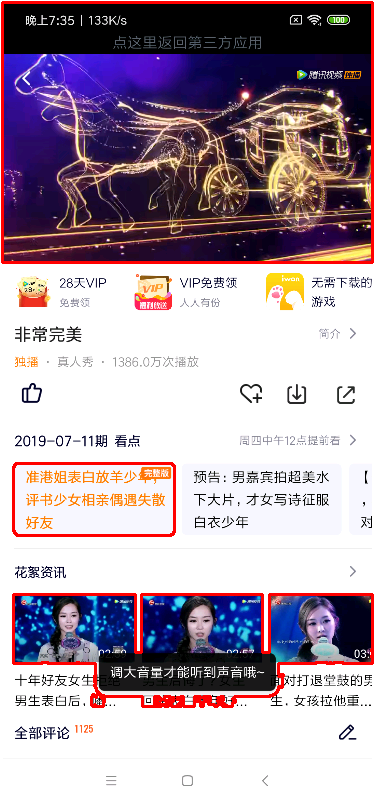 晚上7:35 | 133K/s
100
点这里返回第三方应用
腾讯视频 独播
28天VIP
免费领
VIP
VIP免费领
人人有份
iwoo
无需下载的
游戏
非常完美
简介
独播 · 真人秀 · 1386.0万次播放
2019-07-11期 看点
周四中午12点提前看
准港姐表白放羊少年，
完整版
评书少女相亲偶遇失散
好友
预告：男嘉宾拍超美水
下大片，才女写诗征服
白衣少年
花絮资讯
调大音量才能听到声音哦~
十年好友女生拒绝
男生表白后，
对打退堂鼓的男
生，女孩拉他重
全部评论 1125